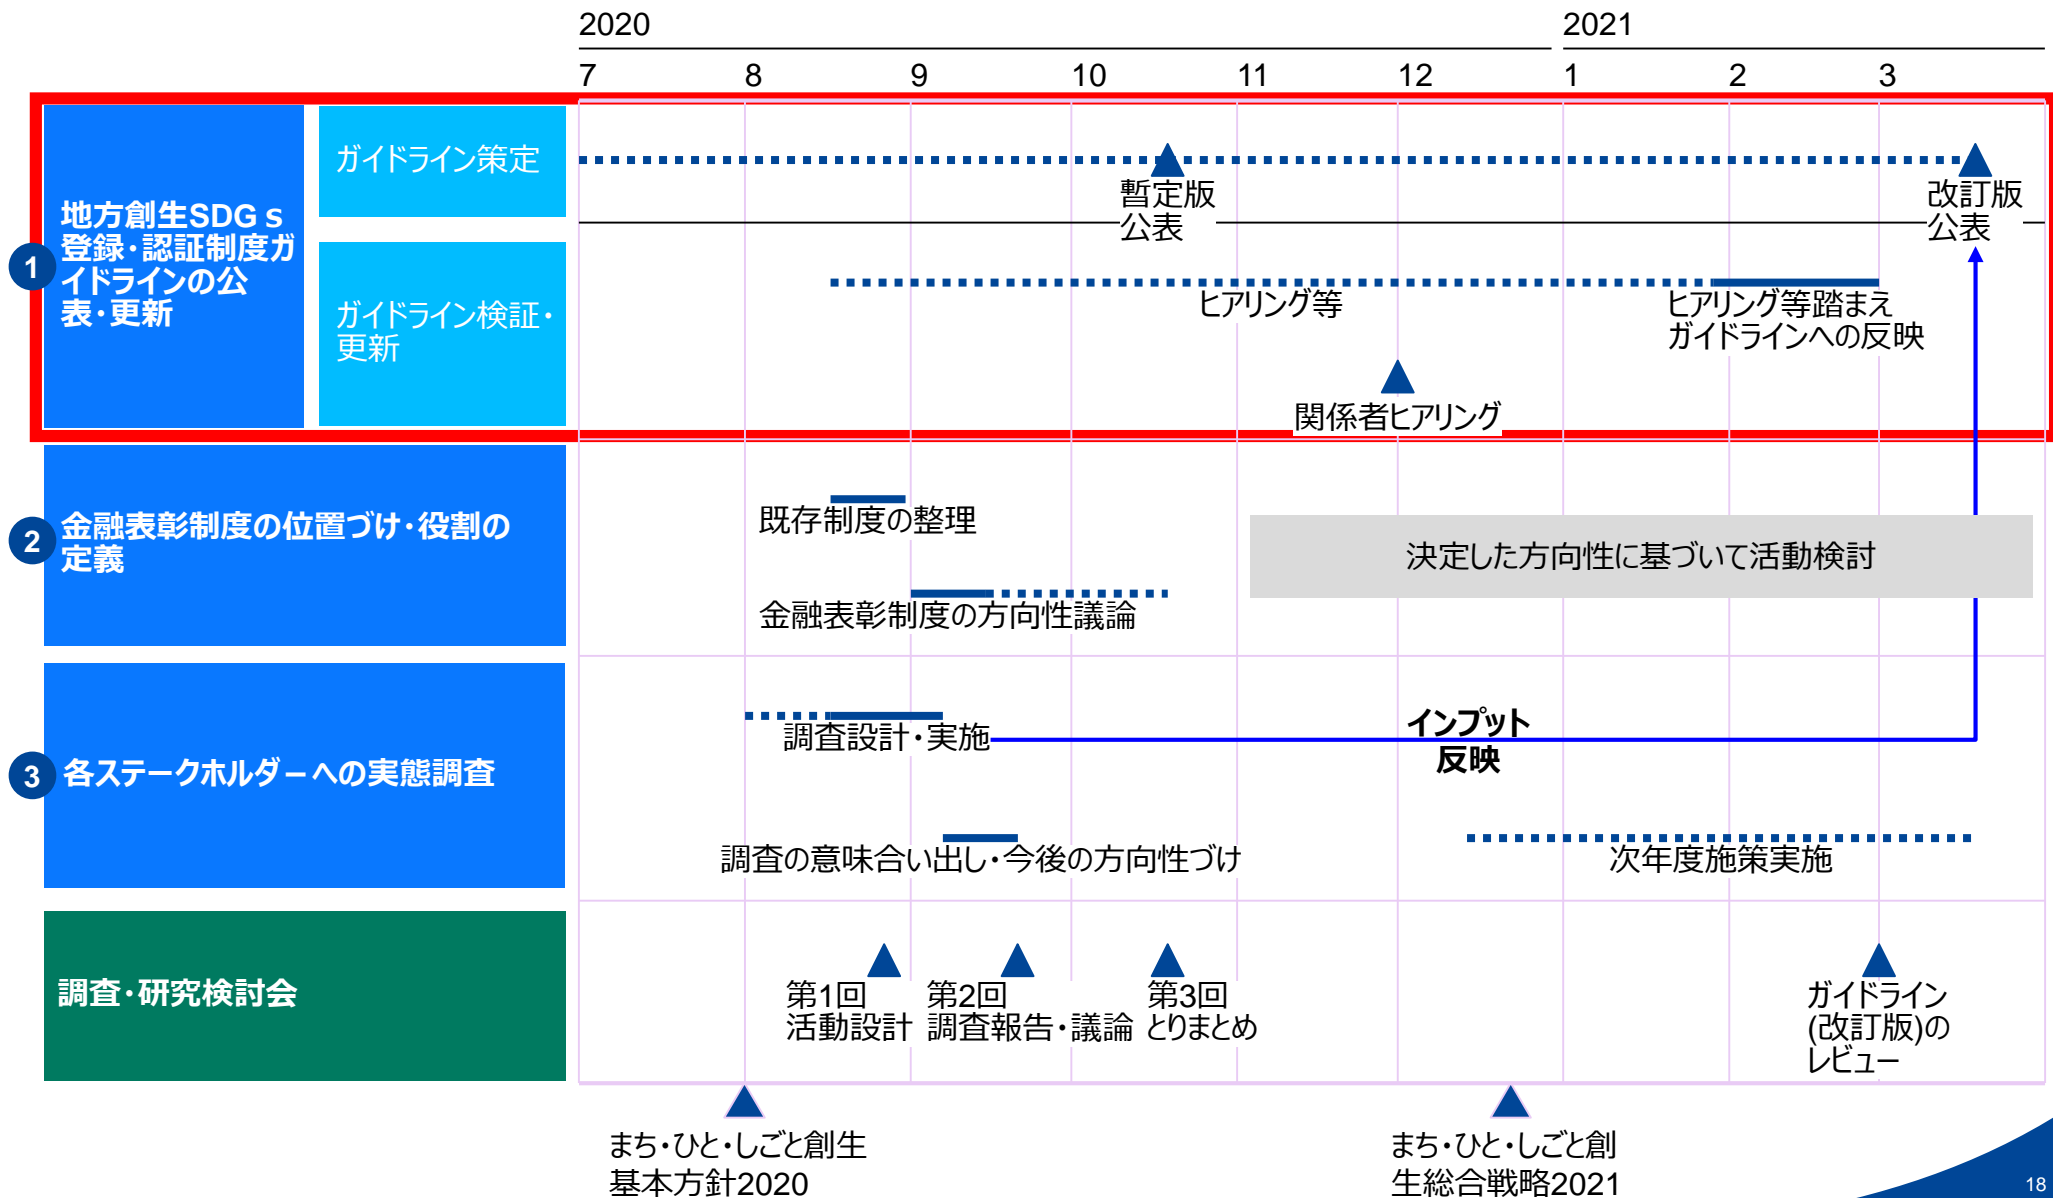 2020
2021
7
8
9
10
11
12
1
2
3
1
地方創生SDGｓ
登録・認証制度ガ
イドラインの公
表・更新
ガイドライン策定
暫定版
公表
改訂版
公表
ガイドライン検証・
更新
ヒアリング等
ヒアリング等踏まえ
ガイドラインへの反映
関係者ヒアリング
2
金融表彰制度の位置づけ・役割の
定義
既存制度の整理
金融表彰制度の方向性議論
決定した方向性に基づいて活動検討
3
各ステークホルダ－への実態調査
調査設計・実施
インプット
反映
調査の意味合い出し・今後の方向性づけ
次年度施策実施
調査・研究検討会
第1回
活動設計
第2回
調査報告・議論
第3回
とりまとめ
ガイドライン
(改訂版)の
レビュー
まち・ひと・しごと創生
基本方針2020
まち・ひと・しごと創
生総合戦略2021
18